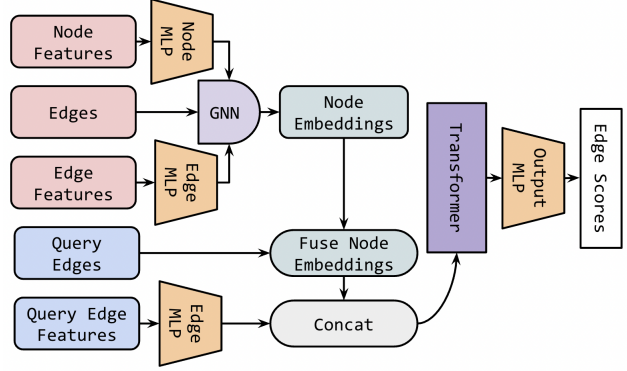 Node
Features
Node
MLP
Edges
GNN
Node
Embeddings
Edge
Features
Edge
MLP
Query
Edges
Fuse Node
Embeddings
Query Edge
Features
Edge
MLP
Concat
Transformer
Output
MLP
Edge Scores